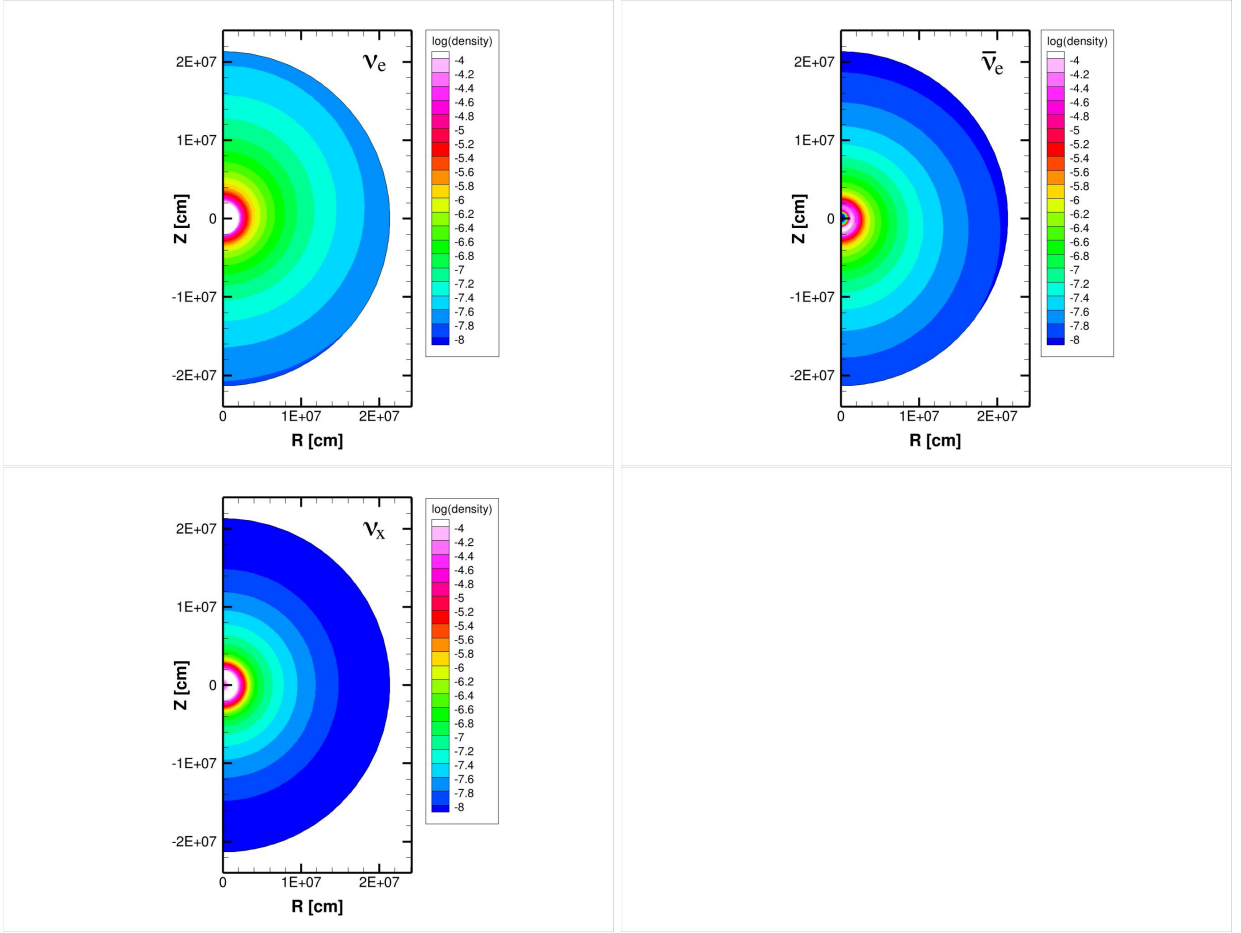 log(density)
-4
-4.2
-4.4
-4.6
-4.8
-5
-5.2
-5.4
-5.6
-5.8
-6
-6.2
-6.4
-6.6
-6.8
-7
-7.2
-7.4
-7.6
-7.8
-8
νe
2E+07
1E+07
0
-1E+07
-2E+07
Z [cm]
0 1E+07 2E+07
R [cm]
log(density)
-4
-4.2
-4.4
-4.6
-4.8
-5
-5.2
-5.4
-5.6
-5.8
-6
-6.2
-6.4
-6.6
-6.8
-7
-7.2
-7.4
-7.6
-7.8
-8
ν̄e
2E+07
1E+07
0
-1E+07
-2E+07
Z [cm]
0 1E+07 2E+07
R [cm]
log(density)
-4
-4.2
-4.4
-4.6
-4.8
-5
-5.2
-5.4
-5.6
-5.8
-6
-6.2
-6.4
-6.6
-6.8
-7
-7.2
-7.4
-7.6
-7.8
-8
νx
2E+07
1E+07
0
-1E+07
-2E+07
Z [cm]
0 1E+07 2E+07
R [cm]